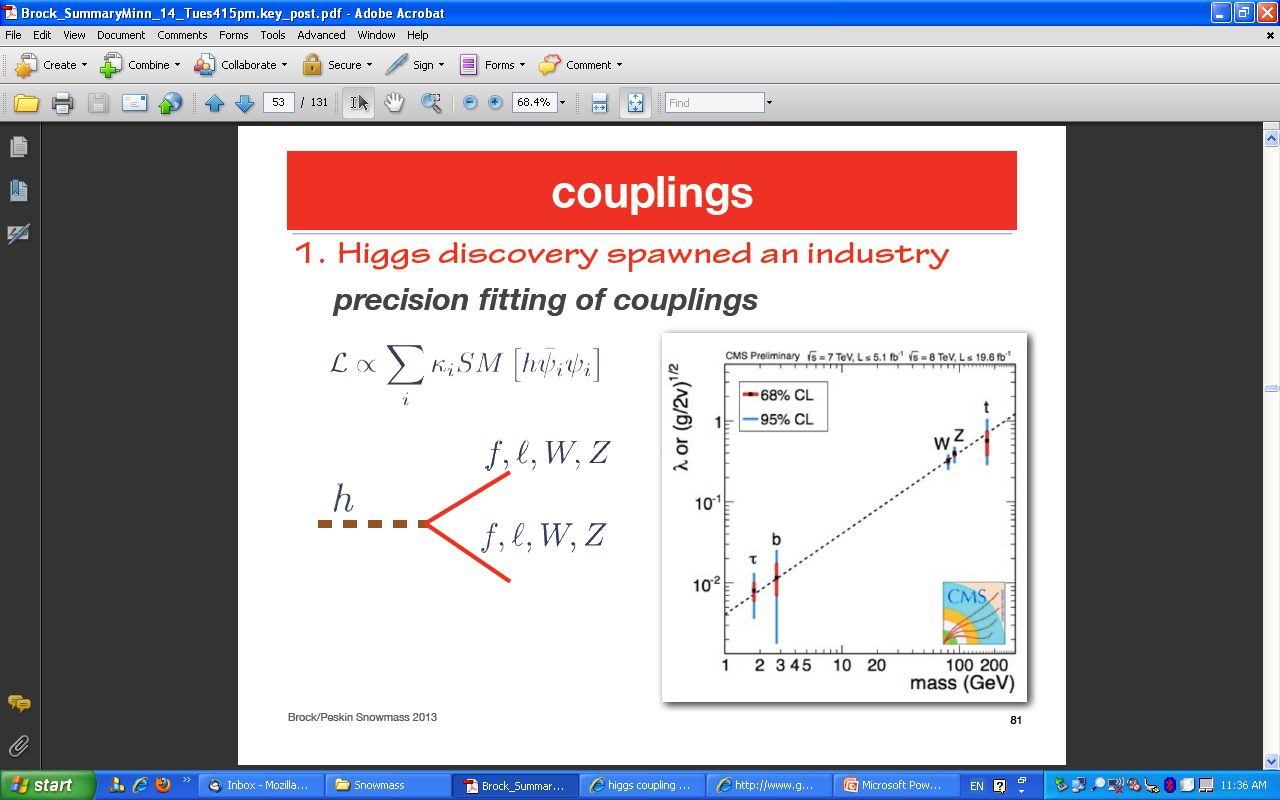 Brock_SummaryMinn_14_Tues415pm.key_post.pdf - Adobe Acrobat
File Edit View Document Comments Forms Tools Advanced Window Help
Create Combine Collaborate Secure Sign Forms Comment
53 / 131 68.4% Find
couplings
1. Higgs discovery spawned an industry
precision fitting of couplings
ℒ ∝ ∑_i κ_i SM [hψ̄_iψ_i]
f, ℓ, W, Z
h
f, ℓ, W, Z
CMS Preliminary √s = 7 TeV, L ≤ 5.1 fb⁻¹ √s = 8 TeV, L ≤ 19.6 fb⁻¹
λ or (g/2v)^1/2
68% CL
95% CL
t
W Z
b
τ
1
10⁻¹
10⁻²
CMS
1 2 3 4 5 10 20 100 200
mass (GeV)
Brock/Peskin Snowmass 2013
81
start Inbox - Mozilla... Snowmass Brock_Summar... higgs coupling ... http://www.g... Microsoft Pow... EN 11:36 AM